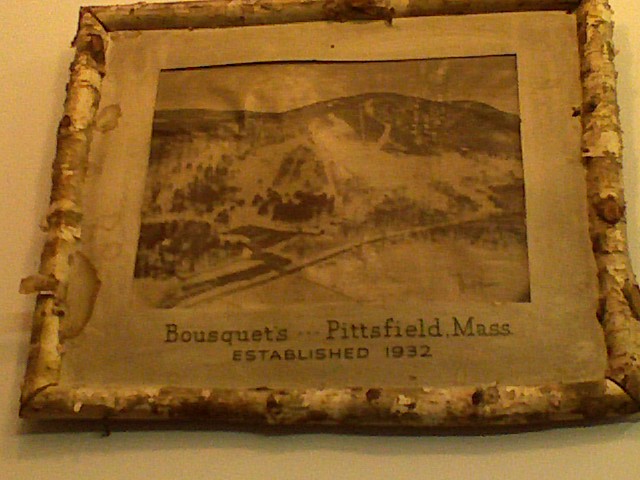 Bousquet's --- Pittsfield, Mass.
ESTABLISHED 1932